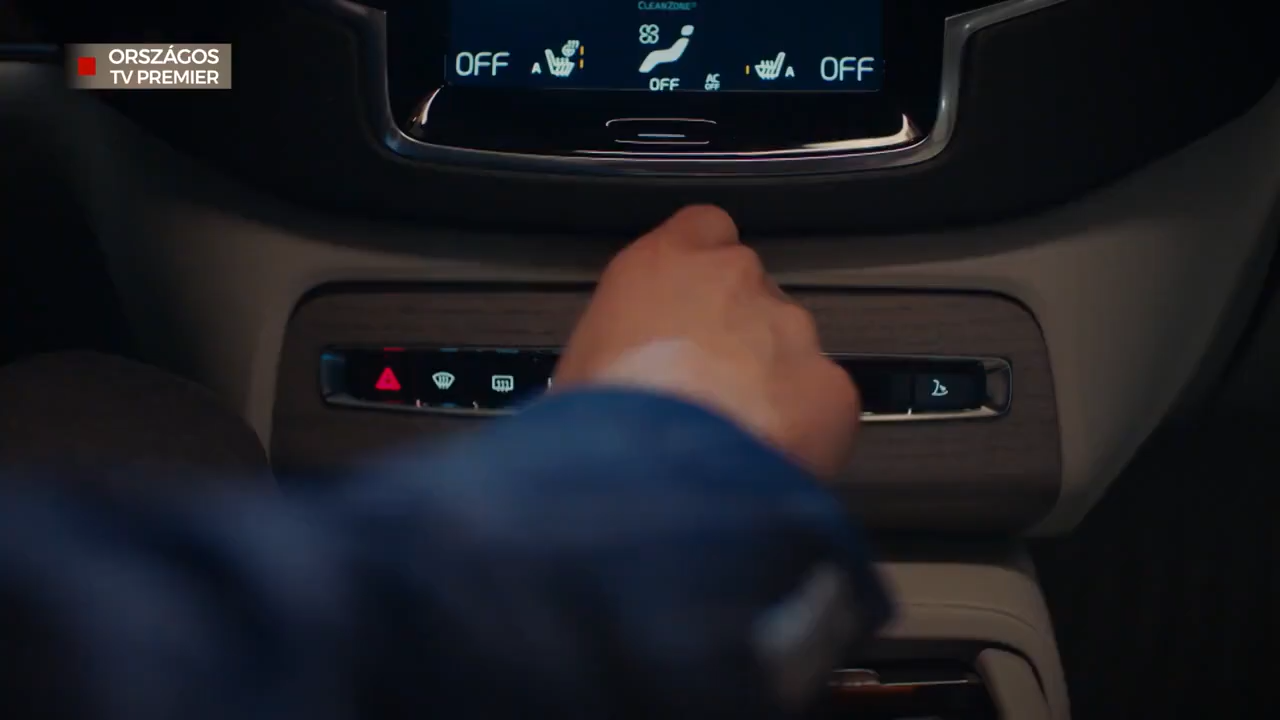 CLEANZONE
ORSZÁGOS
TV PREMIER
OFF
A
A
OFF
OFF
AC
OFF